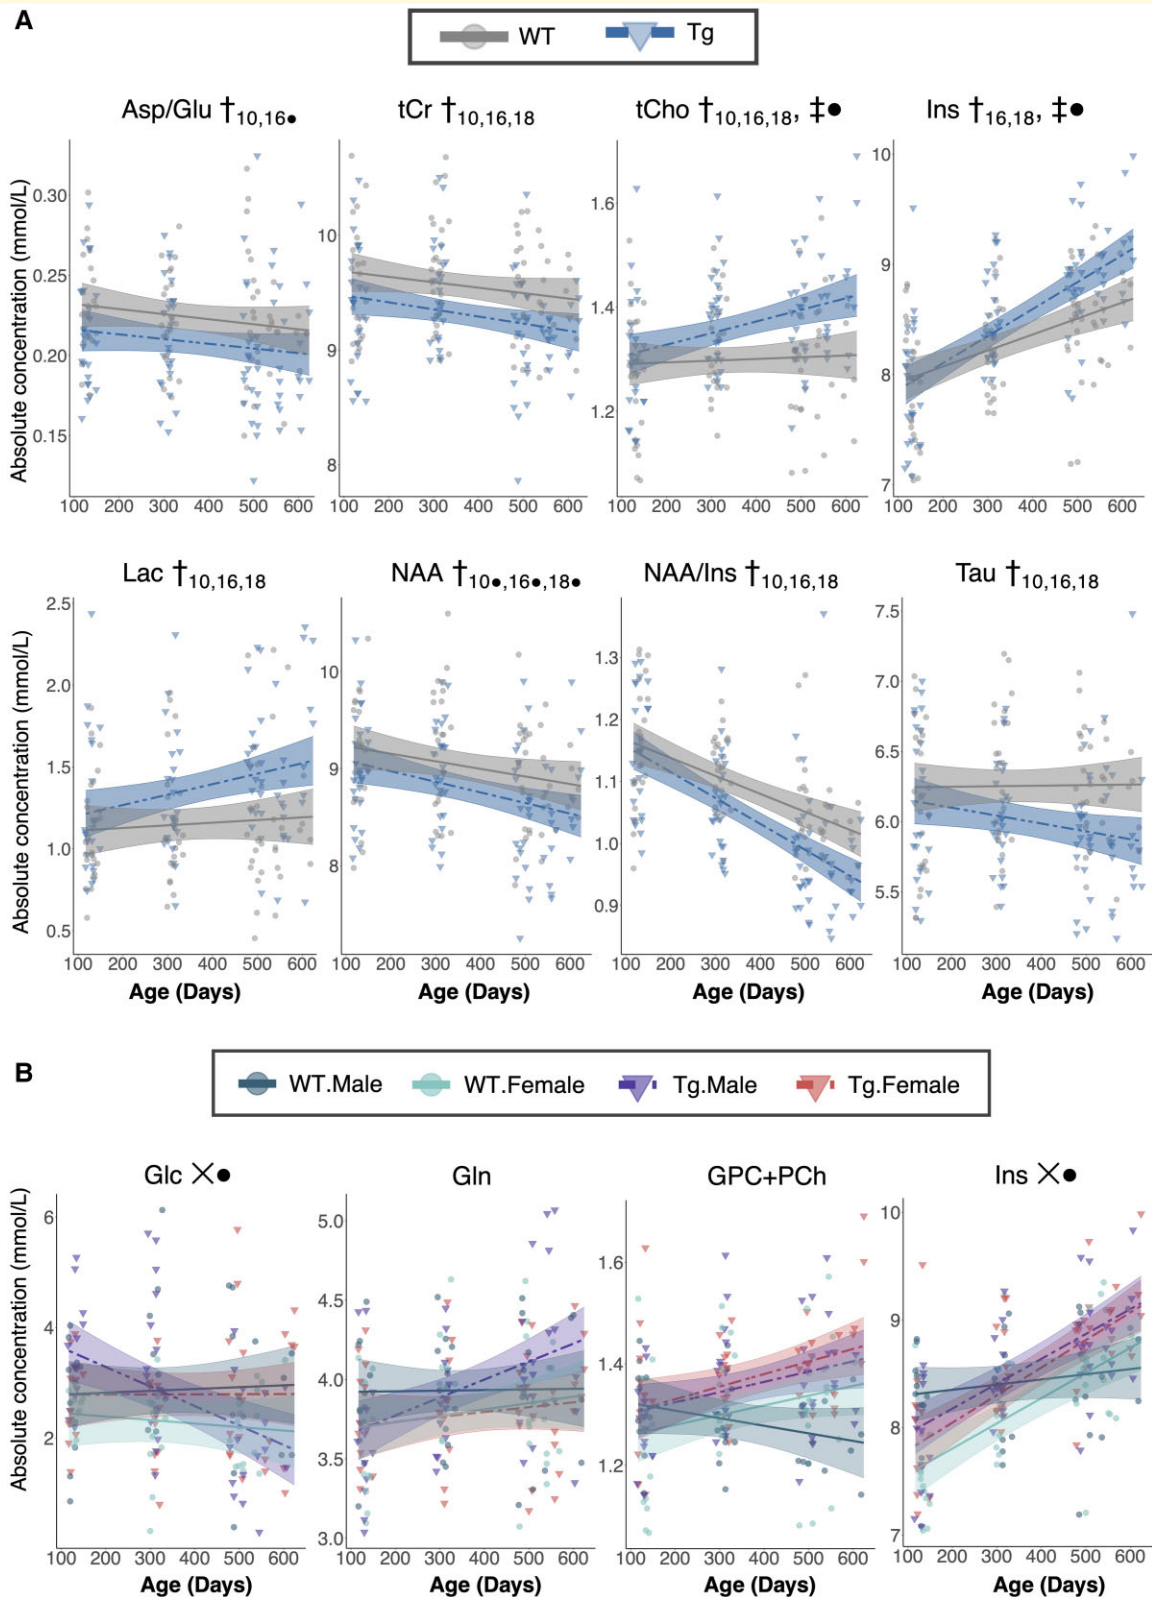 A
WT Tg
Asp/Glu †10,16●
tCr †10,16,18
tCho †10,16,18, ‡●
Ins †16,18, ‡●
Absolute concentration (mmol/L)
0.30
0.25
0.20
0.15
100 200 300 400 500 600
10
9
8
100 200 300 400 500 600
1.6
1.4
1.2
100 200 300 400 500 600
10
9
8
7
100 200 300 400 500 600
Lac †10,16,18
NAA †10●,16●,18●
NAA/Ins †10,16,18
Tau †10,16,18
Absolute concentration (mmol/L)
2.5
2.0
1.5
1.0
0.5
100 200 300 400 500 600
Age (Days)
10
9
8
100 200 300 400 500 600
Age (Days)
1.3
1.2
1.1
1.0
0.9
100 200 300 400 500 600
Age (Days)
7.5
7.0
6.5
6.0
5.5
100 200 300 400 500 600
Age (Days)
B
WT.Male WT.Female Tg.Male Tg.Female
Glc ×●
Gln
GPC+PCh
Ins ×●
Absolute concentration (mmol/L)
6
4
2
100 200 300 400 500 600
Age (Days)
5.0
4.5
4.0
3.5
3.0
100 200 300 400 500 600
Age (Days)
1.6
1.4
1.2
100 200 300 400 500 600
Age (Days)
10
9
8
7
100 200 300 400 500 600
Age (Days)